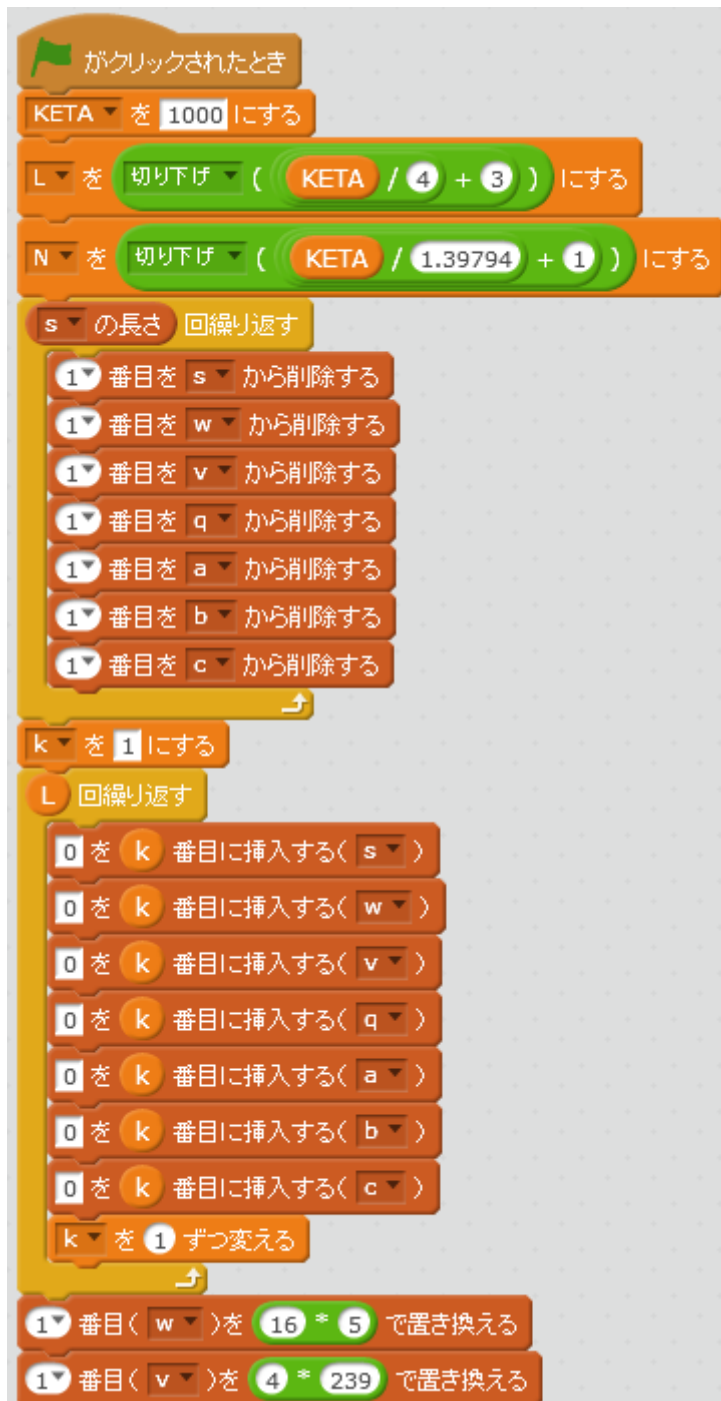 がクリックされたとき
KETA を 1000 にする
L を 切り下げ ( KETA / 4 + 3 ) にする
N を 切り下げ ( KETA / 1.39794 + 1 ) にする
s の長さ 回繰り返す
1 番目を s から削除する
1 番目を w から削除する
1 番目を v から削除する
1 番目を q から削除する
1 番目を a から削除する
1 番目を b から削除する
1 番目を c から削除する
k を 1 にする
L 回繰り返す
0 を k 番目に挿入する( s )
0 を k 番目に挿入する( w )
0 を k 番目に挿入する( v )
0 を k 番目に挿入する( q )
0 を k 番目に挿入する( a )
0 を k 番目に挿入する( b )
0 を k 番目に挿入する( c )
k を 1 ずつ変える
1 番目( w )を 16 * 5 で置き換える
1 番目( v )を 4 * 239 で置き換える